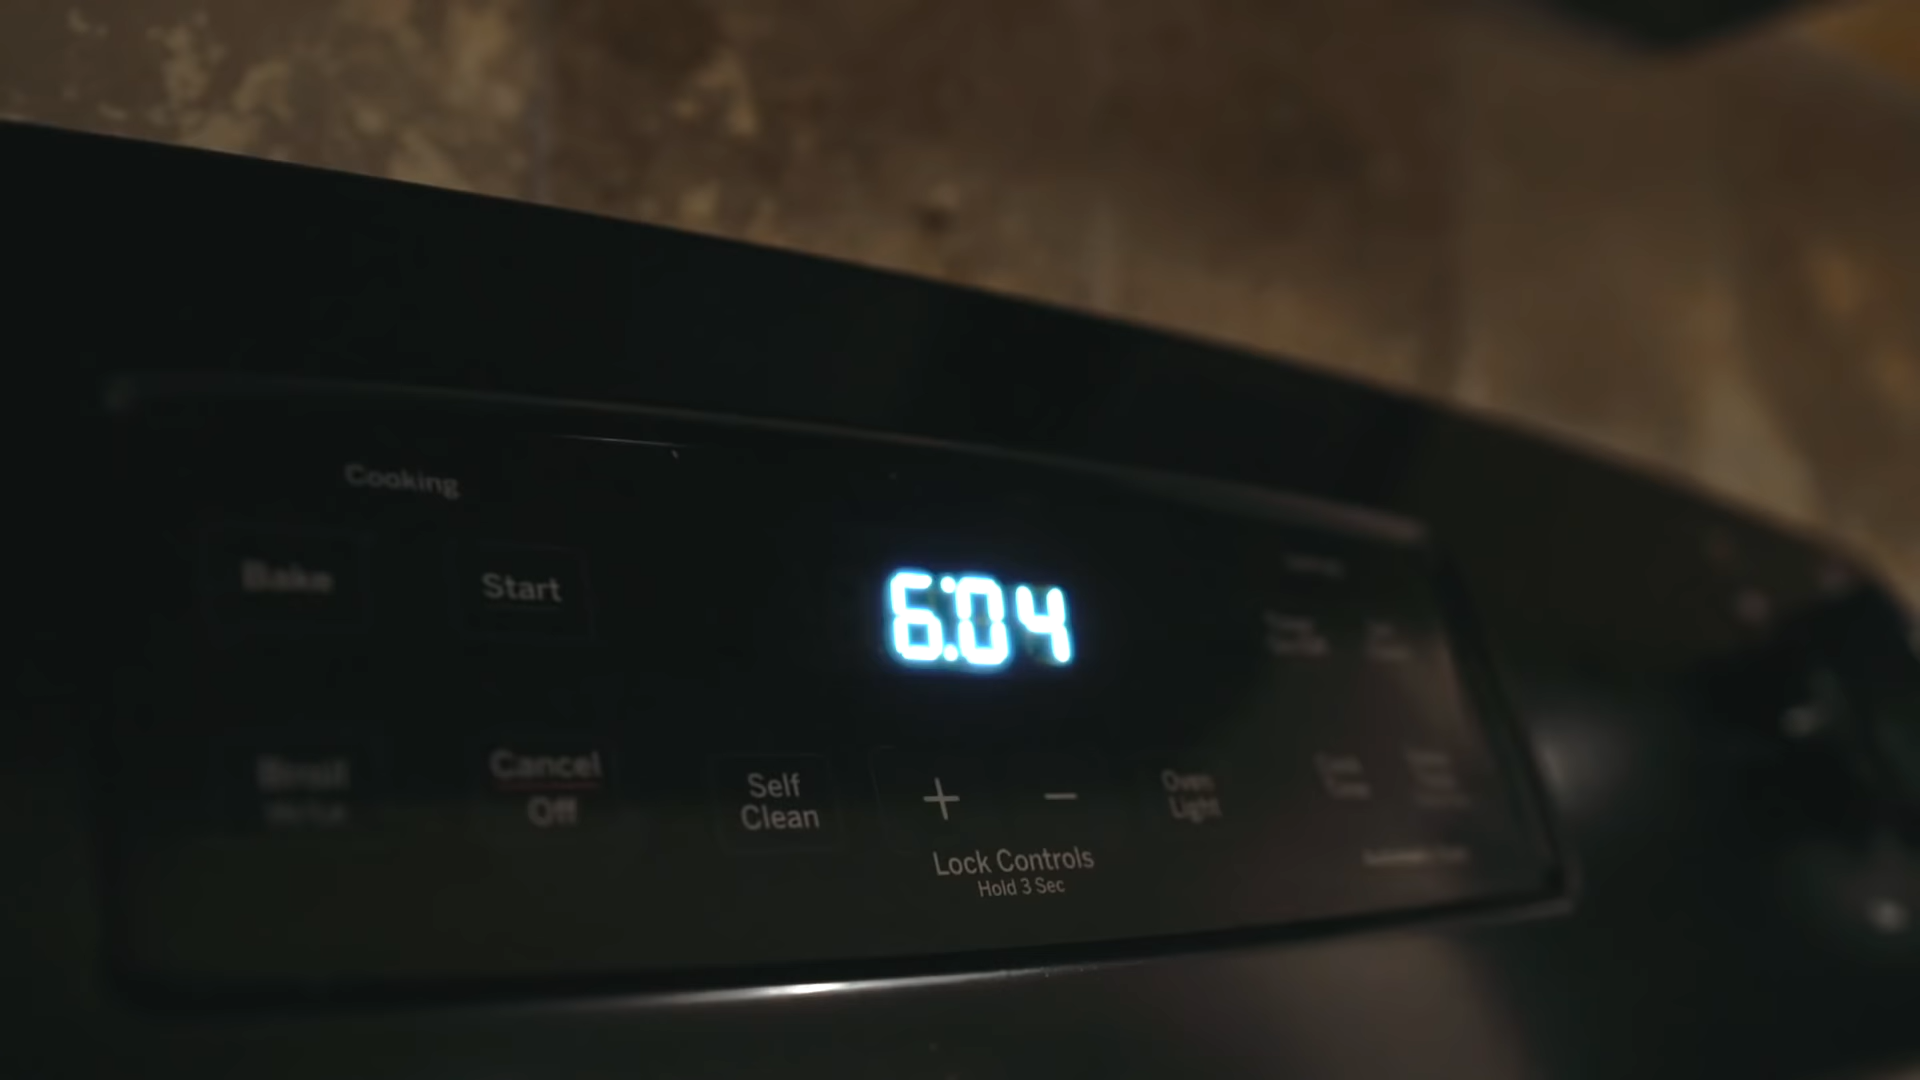 Cooking
Bake
Start
6:04
Broil
Cancel
Off
Self
Clean
+
−
Oven
Light
Lock Controls
Hold 3 Sec